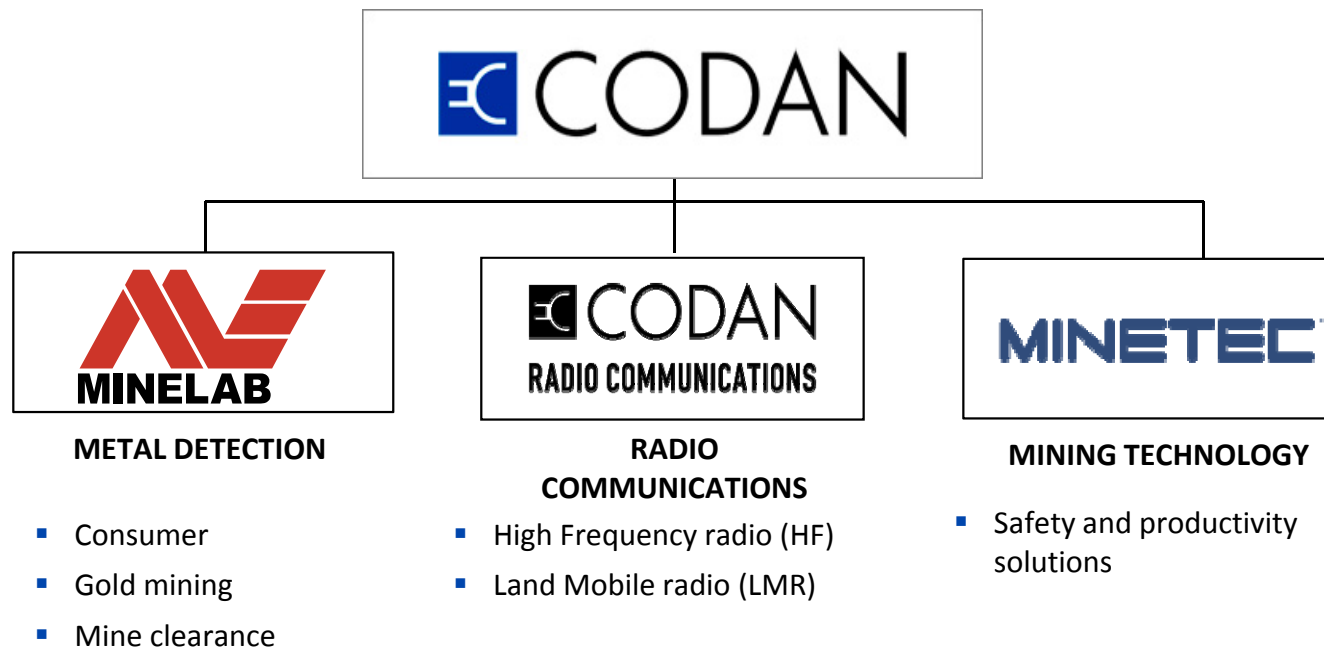 CODAN
MINELAB
METAL DETECTION
Consumer
Gold mining
Mine clearance
CODAN
RADIO COMMUNICATIONS
RADIO
COMMUNICATIONS
High Frequency radio (HF)
Land Mobile radio (LMR)
MINETEC
MINING TECHNOLOGY
Safety and productivity
solutions